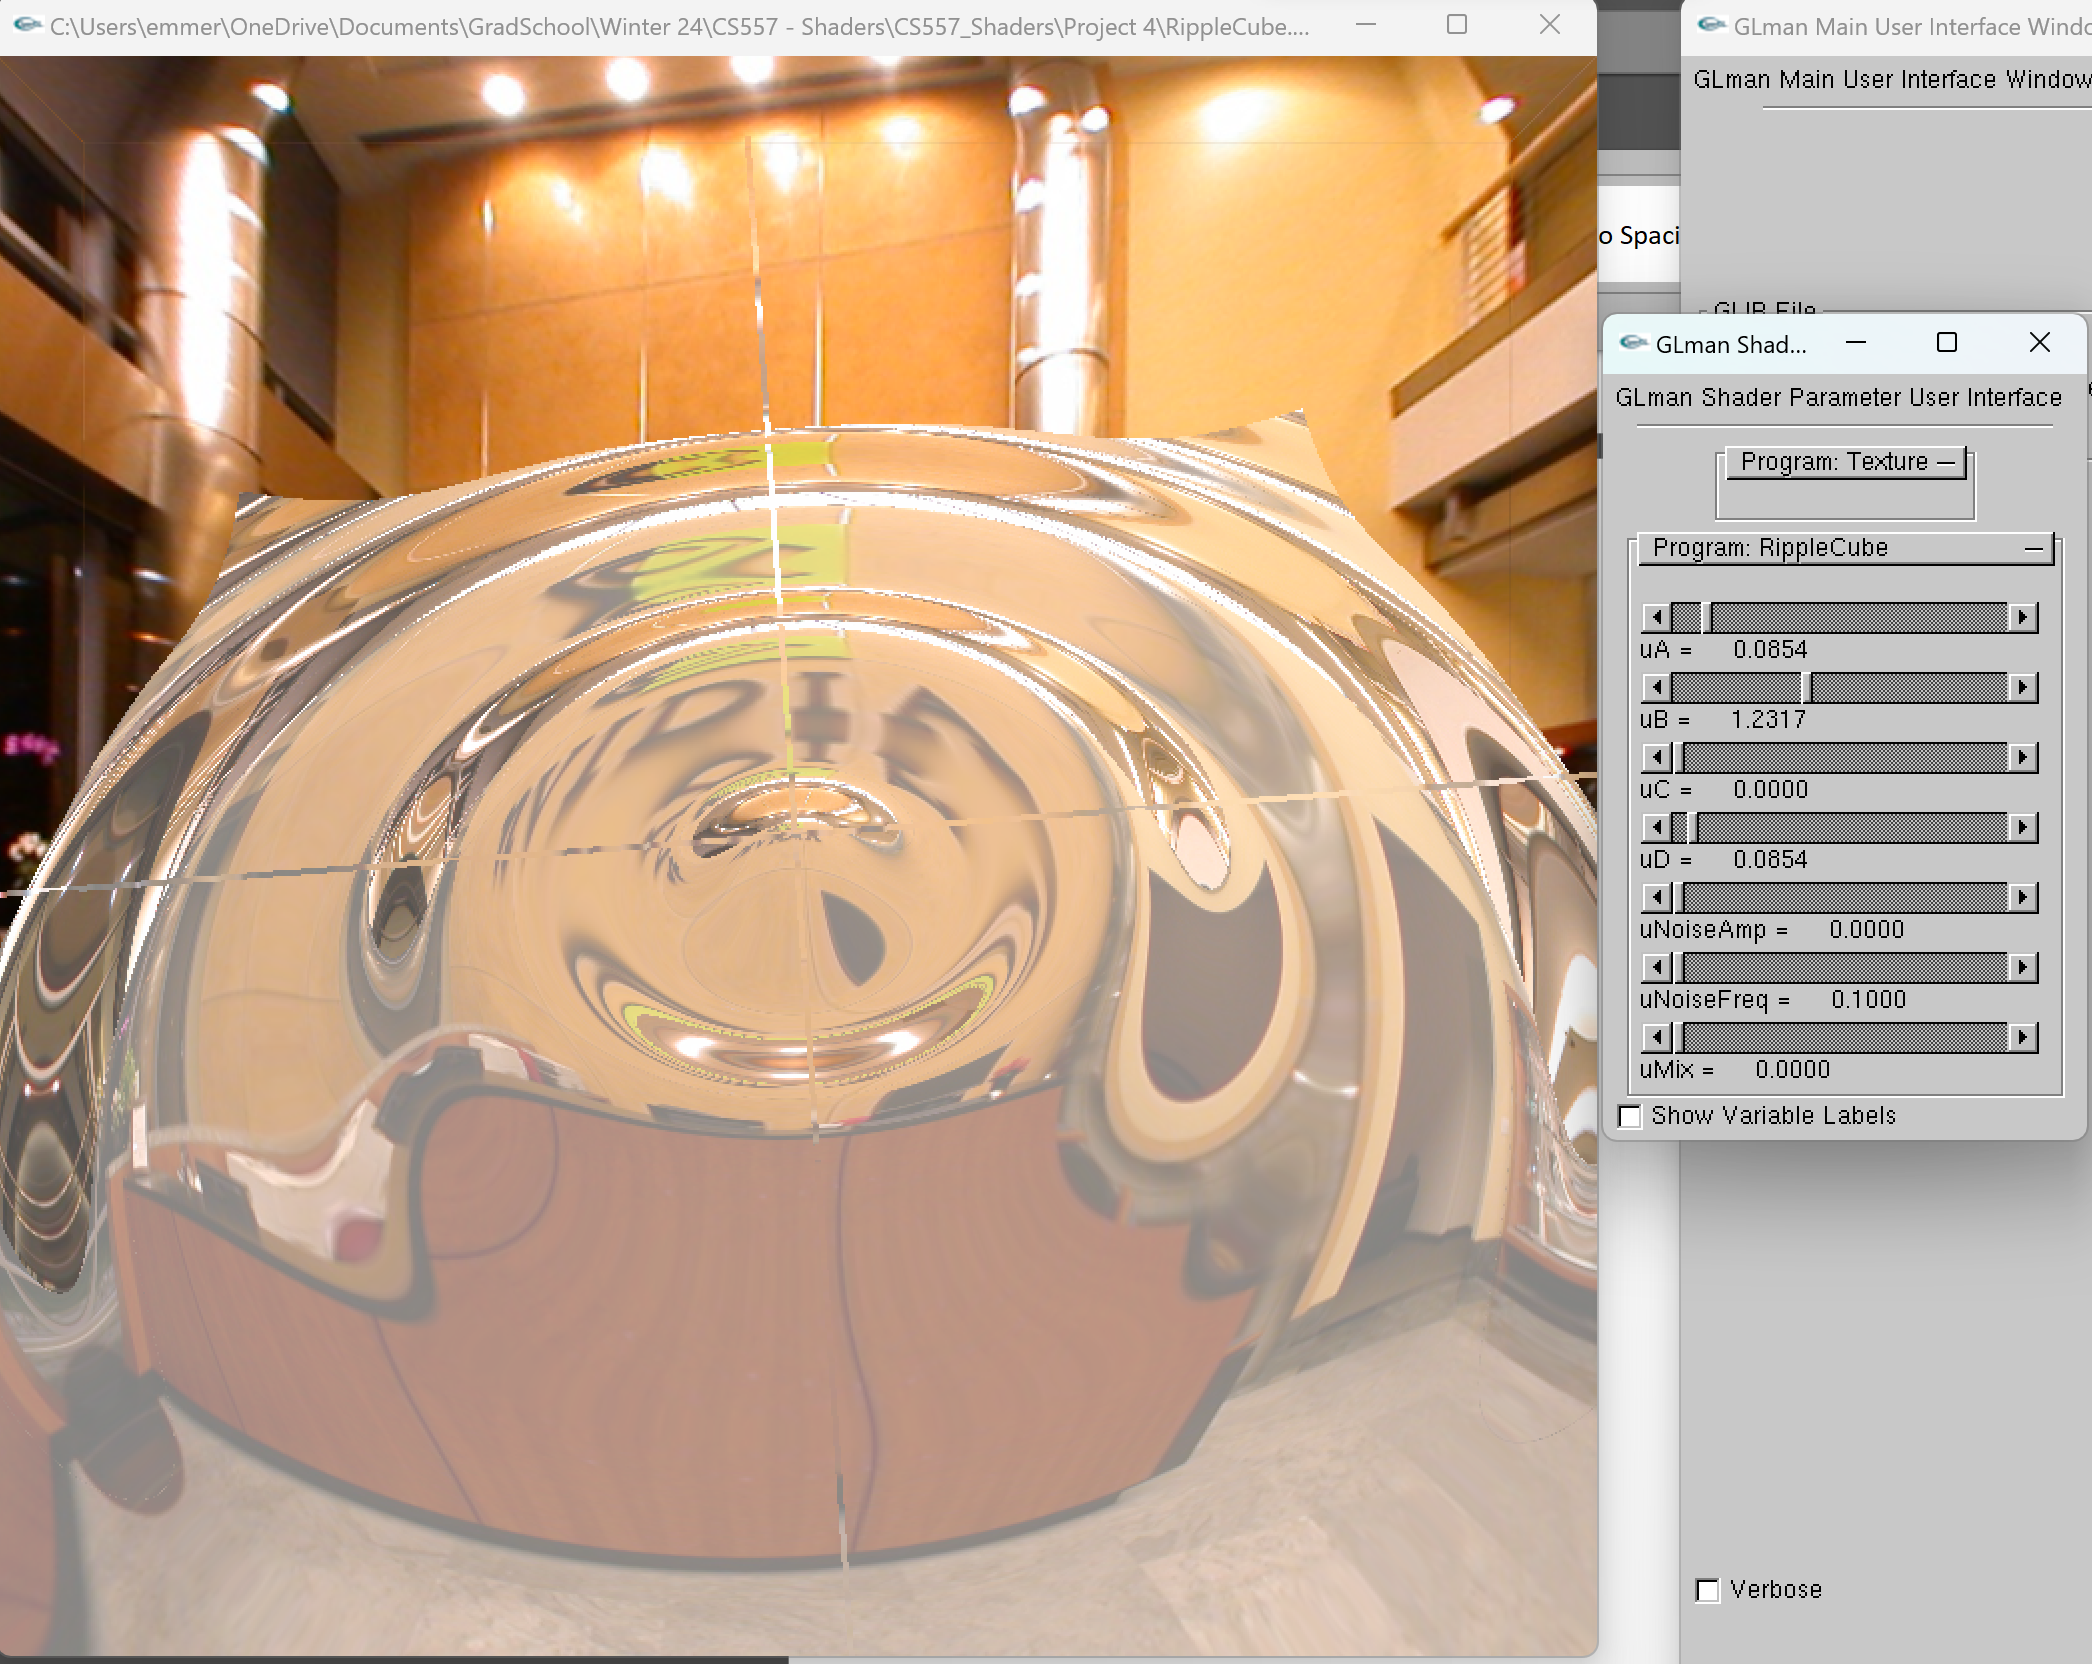 C:\Users\emmer\OneDrive\Documents\GradSchool\Winter 24\CS557 - Shaders\CS557_Shaders\Project 4\RippleCube....
GLman Main User Interface Windo
GLman Main User Interface Window
o Spaci
GLIB File
GLman Shad...
GLman Shader Parameter User Interface
Program: Texture
Program: RippleCube
uA = 0.0854
uB = 1.2317
uC = 0.0000
uD = 0.0854
uNoiseAmp = 0.0000
uNoiseFreq = 0.1000
uMix = 0.0000
Show Variable Labels
Verbose